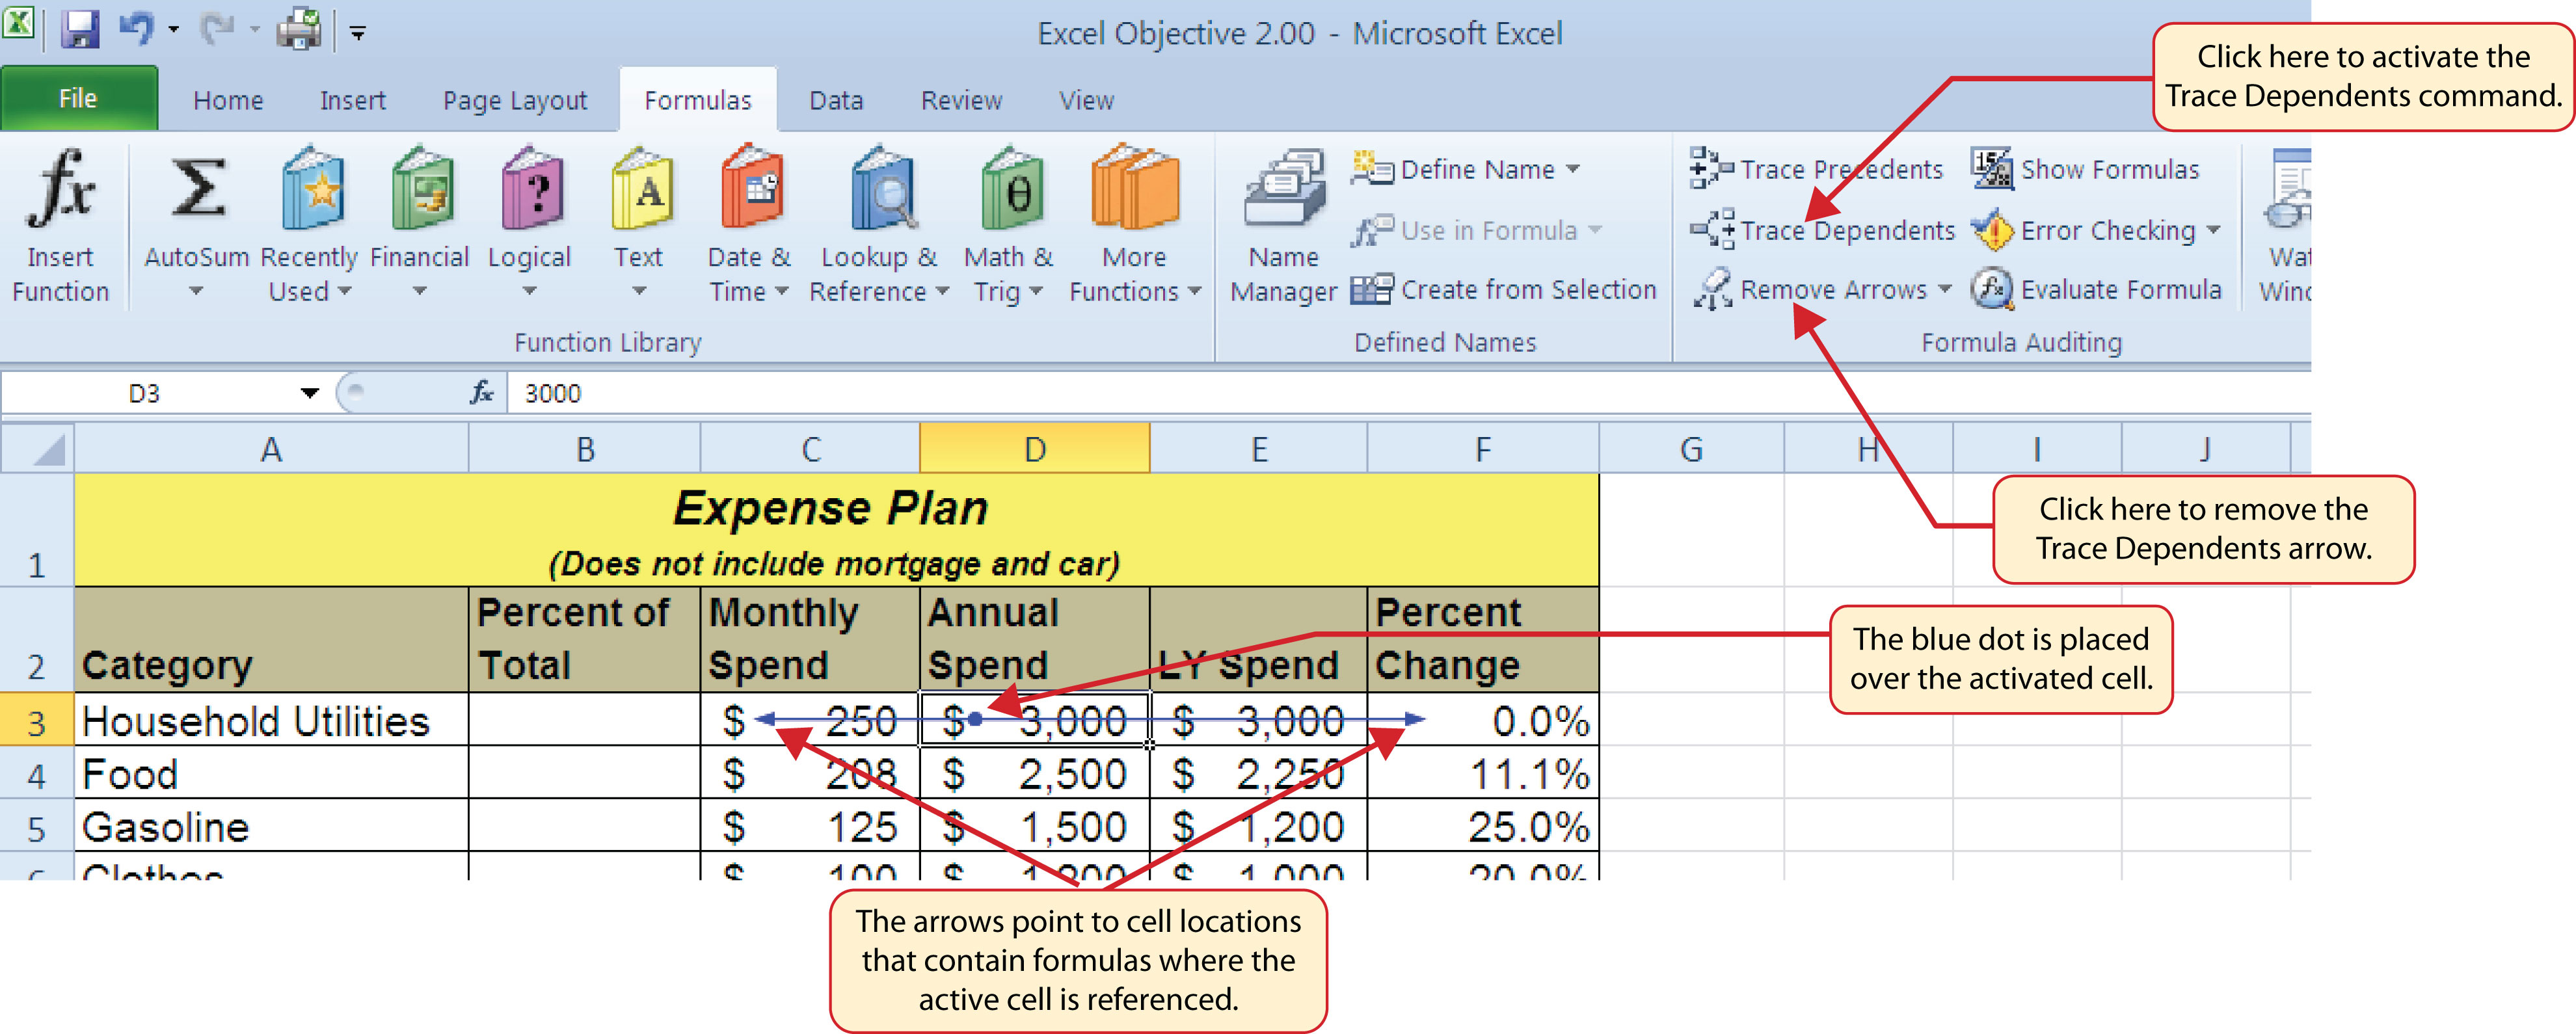 Excel Objective 2.00 - Microsoft Excel
Click here to activate the
Trace Dependents command.
File Home Insert Page Layout Formulas Data Review View
Insert
Function
AutoSum
Recently
Used
Financial
Logical
Text
Date &
Time
Lookup &
Reference
Math &
Trig
More
Functions
Function Library
Name
Manager
Define Name
Use in Formula
Create from Selection
Defined Names
Trace Precedents
Trace Dependents
Remove Arrows
Show Formulas
Error Checking
Evaluate Formula
Formula Auditing
D3 fx 3000
A B C D E F G H I J
Click here to remove the
Trace Dependents arrow.
Expense Plan
1 (Does not include mortgage and car)
Percent of Monthly Annual Percent
2 Category Total Spend Spend LY Spend Change
The blue dot is placed
over the activated cell.
3 Household Utilities $ 250 $ 3,000 $ 3,000 0.0%
4 Food $ 208 $ 2,500 $ 2,250 11.1%
5 Gasoline $ 125 $ 1,500 $ 1,200 25.0%
6 Clothes $ 100 $ 1,200 $ 1,000 20.0%
The arrows point to cell locations
that contain formulas where the
active cell is referenced.